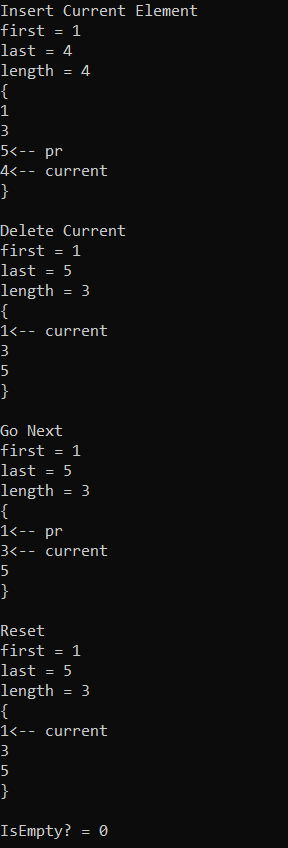 Insert Current Element
first = 1
last = 4
length = 4
{
1
3
5<-- pr
4<-- current
}
Delete Current
first = 1
last = 5
length = 3
{
1<-- current
3
5
}
Go Next
first = 1
last = 5
length = 3
{
1<-- pr
3<-- current
5
}
Reset
first = 1
last = 5
length = 3
{
1<-- current
3
5
}
IsEmpty? = 0